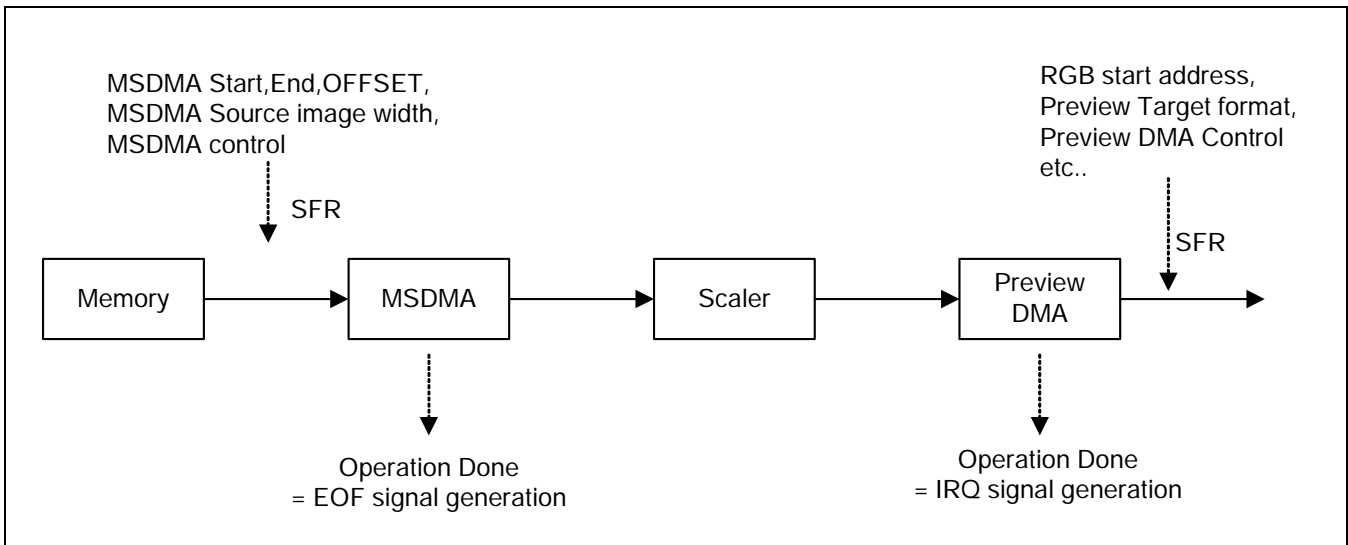 MSDMA Start,End,OFFSET,
MSDMA Source image width,
MSDMA control
SFR
RGB start address,
Preview Target format,
Preview DMA Control
etc..
SFR
Memory
MSDMA
Scaler
Preview
DMA
Operation Done
= EOF signal generation
Operation Done
= IRQ signal generation